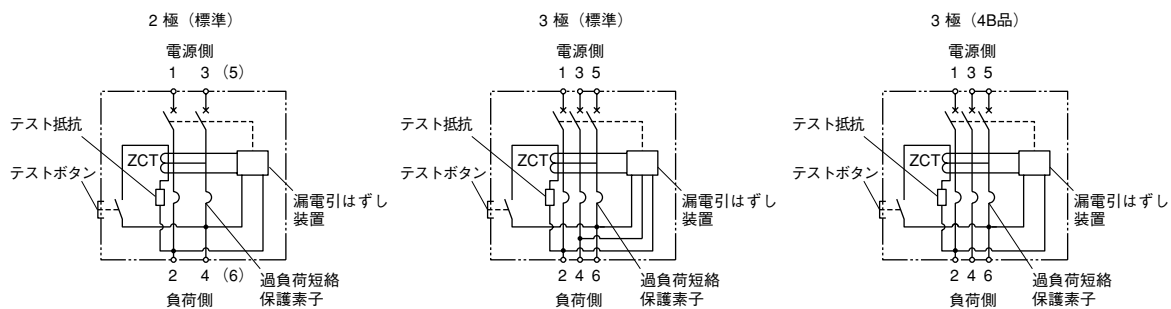 2 極（標準）
電源側
1 3 (5)
テスト抵抗
ZCT
テストボタン
漏電引はずし
装置
2 4 (6)
負荷側
過負荷短絡
保護素子
3 極（標準）
電源側
1 3 5
テスト抵抗
ZCT
テストボタン
漏電引はずし
装置
2 4 6
負荷側
過負荷短絡
保護素子
3 極（4B品）
電源側
1 3 5
テスト抵抗
ZCT
テストボタン
漏電引はずし
装置
2 4 6
負荷側
過負荷短絡
保護素子